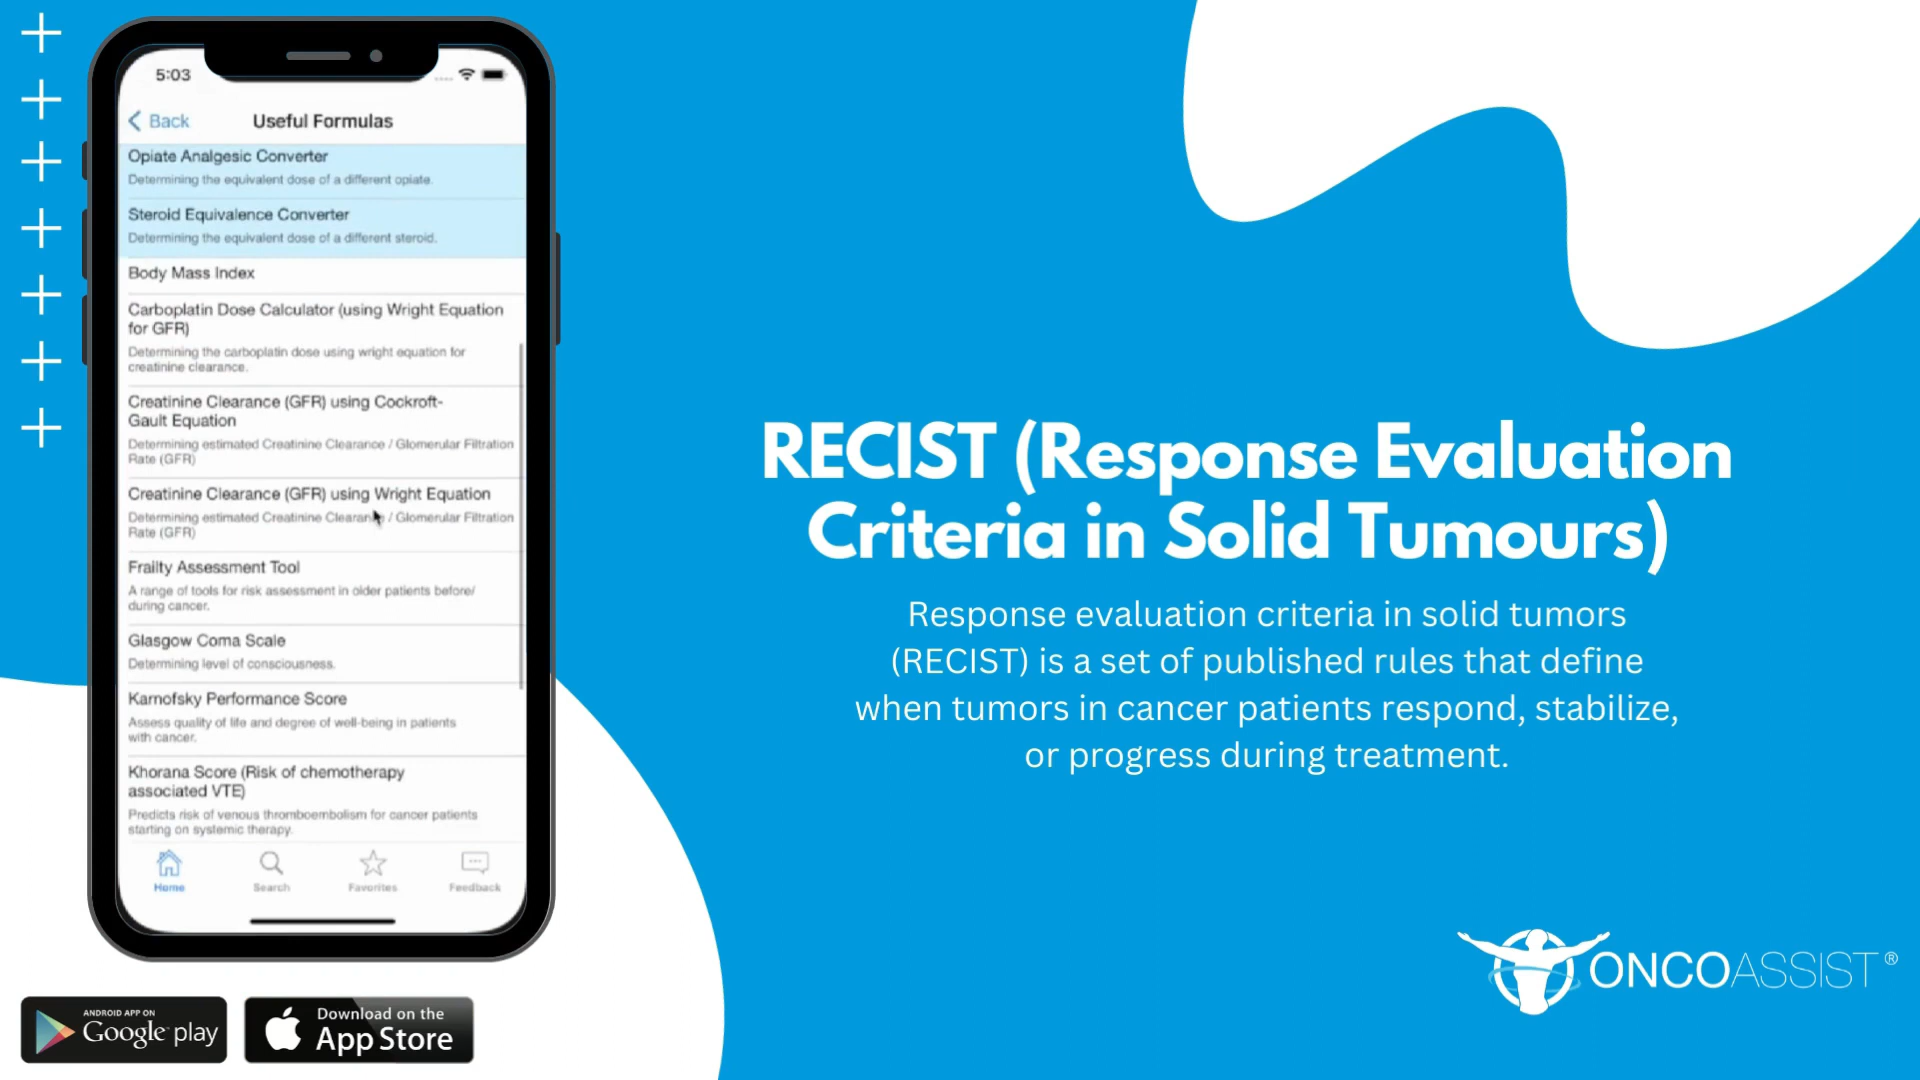 5:03
Back
Useful Formulas
Opiate Analgesic Converter
Determining the equivalent dose of a different opiate.
Steroid Equivalence Converter
Determining the equivalent dose of a different steroid.
Body Mass Index
Carboplatin Dose Calculator (using Wright Equation
for GFR)
Determining the carboplatin dose using wright equation for
creatinine clearance.
Creatinine Clearance (GFR) using Cockroft-
Gault Equation
Determining estimated Creatinine Clearance / Glomerular Filtration
Rate (GFR)
Creatinine Clearance (GFR) using Wright Equation
Determining estimated Creatinine Clearance / Glomerular Filtration
Rate (GFR)
Frailty Assessment Tool
A range of tools for risk assessment in older patients before/
during cancer.
Glasgow Coma Scale
Determining level of consciousness.
Karnofsky Performance Score
Assess quality of life and degree of well-being in patients
with cancer.
Khorana Score (Risk of chemotherapy
associated VTE)
Predicts risk of venous thromboembolism for cancer patients
starting on systemic therapy.
Home
Search
Favorites
Feedback
ANDROID APP ON
Google play
Download on the
App Store
RECIST (Response Evaluation
Criteria in Solid Tumours)
Response evaluation criteria in solid tumors
(RECIST) is a set of published rules that define
when tumors in cancer patients respond, stabilize,
or progress during treatment.
ONCOASSIST®